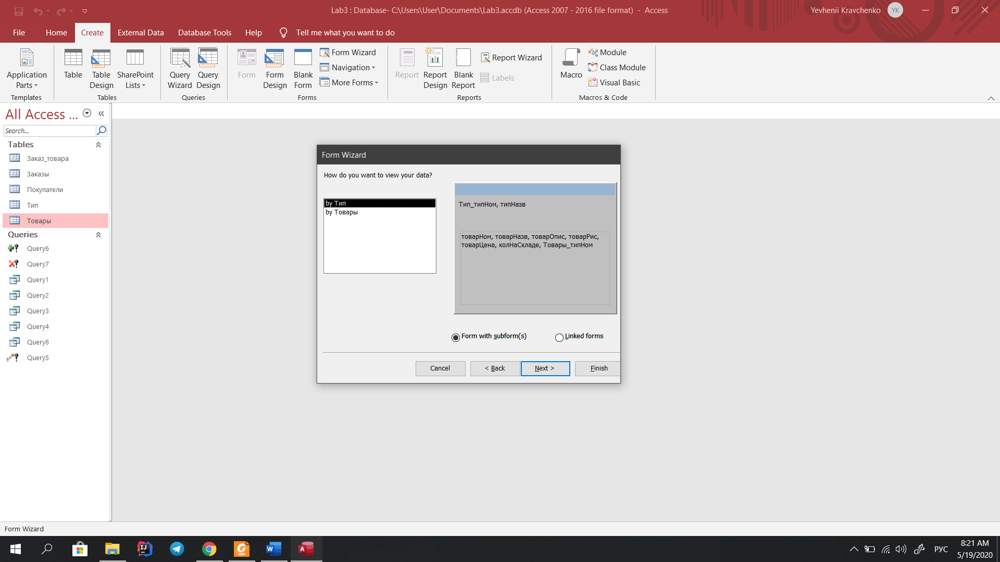 Lab3 : Database- C:\Users\User\Documents\Lab3.accdb (Access 2007 - 2016 file format)  -  Access
Yevhenii Kravchenko
YK
File
Home
Create
External Data
Database Tools
Help
Tell me what you want to do
Application Parts
Templates
Table
Table Design
SharePoint Lists
Tables
Query Wizard
Query Design
Queries
Form
Form Design
Blank Form
Form Wizard
Navigation
More Forms
Forms
Report
Report Design
Blank Report
Report Wizard
Labels
Reports
Macro
Module
Class Module
Visual Basic
Macros & Code
All Access ...
Search...
Tables
Заказ_товара
Заказы
Покупатели
Тип
Товары
Queries
Query6
Query7
Query1
Query2
Query3
Query4
Query8
Query5
Form Wizard
How do you want to view your data?
by Тип
by Товары
Тип_типНом, типНазв
товарНом, товарНазв, товарОпис, товарРис,
товарЦена, колНаСкладе, Товары_типНом
Form with subform(s)
Linked forms
Cancel
< Back
Next >
Finish
Form Wizard
РУС
8:21 AM
5/19/2020